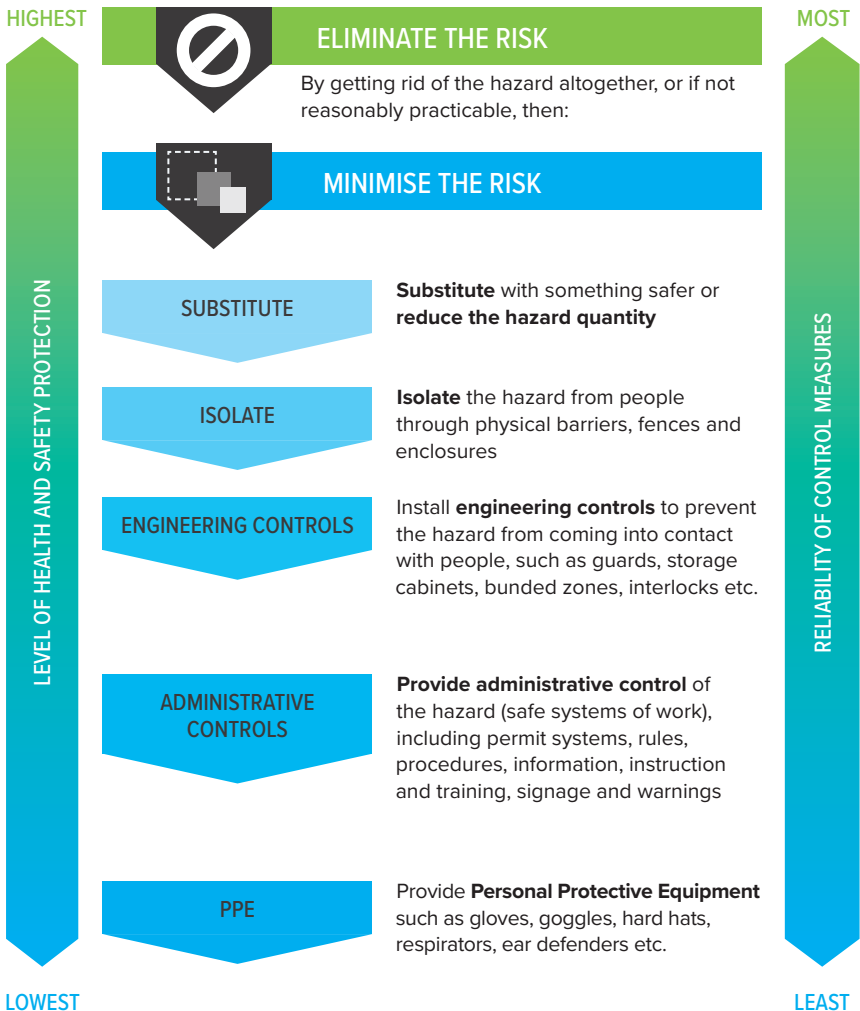 HIGHEST
MOST
ELIMINATE THE RISK
By getting rid of the hazard altogether, or if not
reasonably practicable, then:
MINIMISE THE RISK
LEVEL OF HEALTH AND SAFETY PROTECTION
RELIABILITY OF CONTROL MEASURES
SUBSTITUTE
Substitute with something safer or
reduce the hazard quantity
ISOLATE
Isolate the hazard from people
through physical barriers, fences and
enclosures
ENGINEERING CONTROLS
Install engineering controls to prevent
the hazard from coming into contact
with people, such as guards, storage
cabinets, bunded zones, interlocks etc.
ADMINISTRATIVE
CONTROLS
Provide administrative control of
the hazard (safe systems of work),
including permit systems, rules,
procedures, information, instruction
and training, signage and warnings
PPE
Provide Personal Protective Equipment
such as gloves, goggles, hard hats,
respirators, ear defenders etc.
LOWEST
LEAST